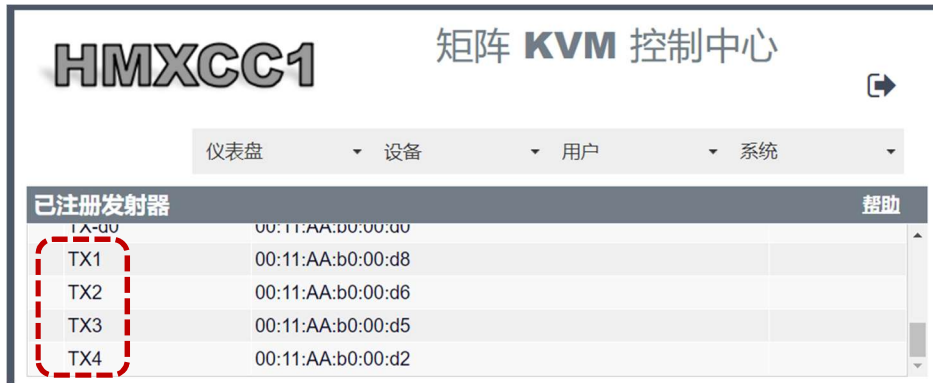 HMXCC1
矩阵 KVM 控制中心
仪表盘 设备 用户 系统
已注册发射器 帮助
TX-d0 00:11:AA:b0:00:d0
TX1 00:11:AA:b0:00:d8
TX2 00:11:AA:b0:00:d6
TX3 00:11:AA:b0:00:d5
TX4 00:11:AA:b0:00:d2